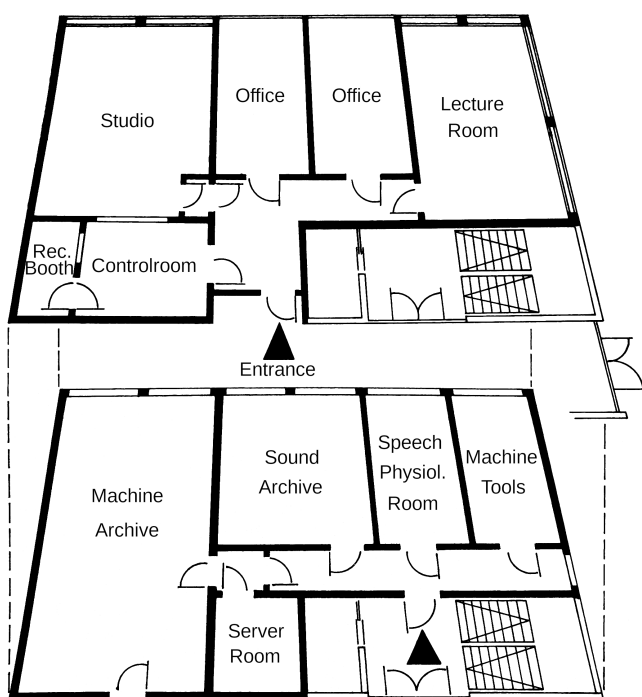 Studio
Office
Office
Lecture
Room
Rec.
Booth
Controlroom
Entrance
Machine
Archive
Sound
Archive
Speech
Physiol.
Room
Machine
Tools
Server
Room